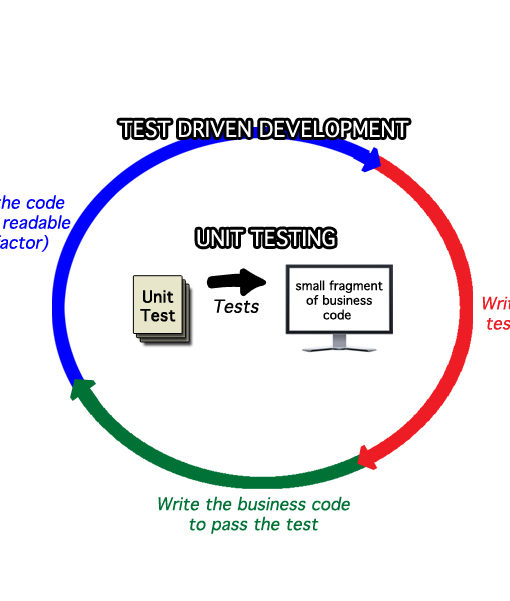 TEST DRIVEN DEVELOPMENT
the code
readable
factor)
UNIT TESTING
Unit
Test
Tests
small fragment
of business
code
Writ
tes
Write the business code
to pass the test